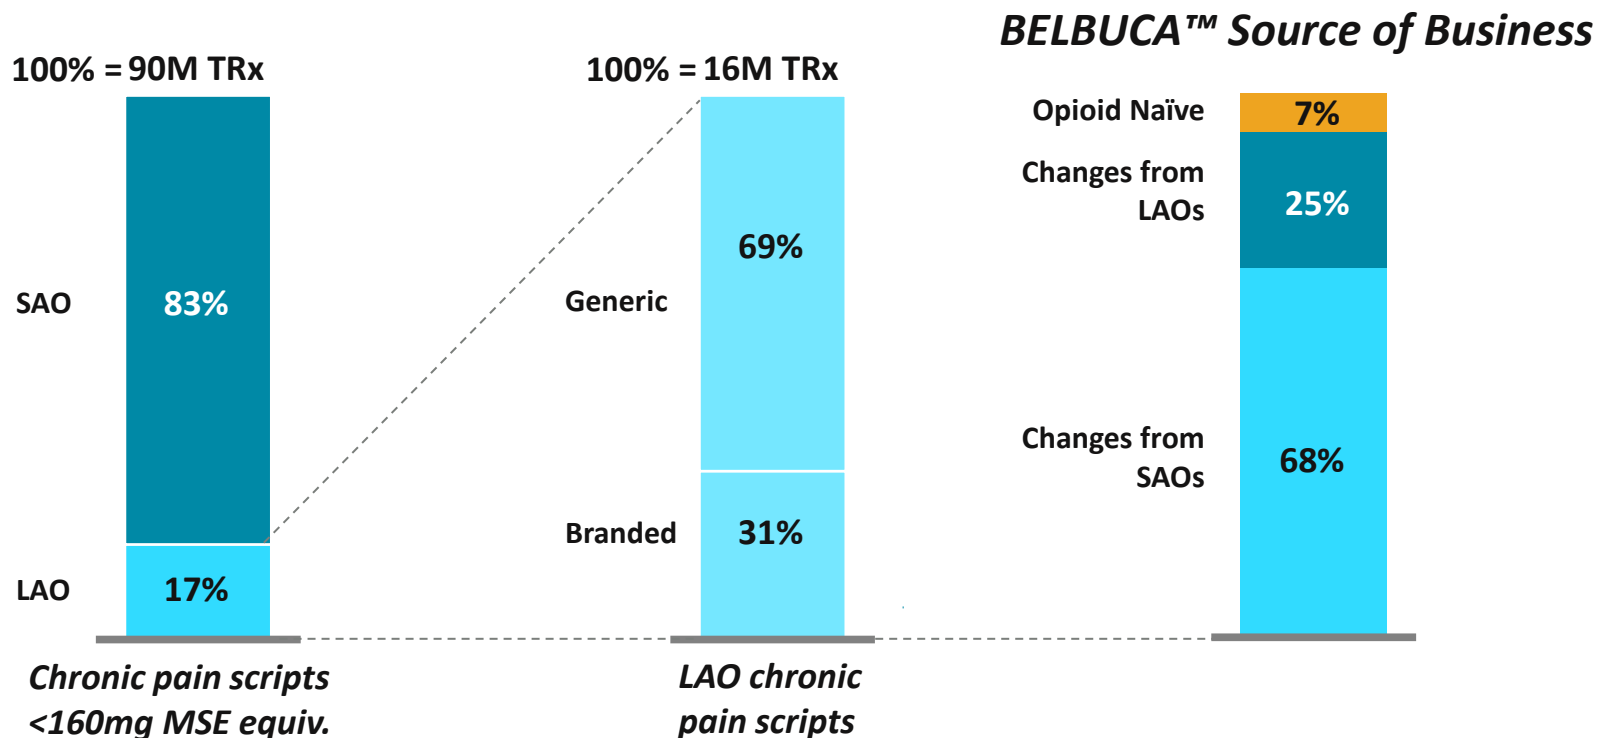 BELBUCA™ Source of Business
100% = 90M TRx
SAO
83%
LAO
17%
Chronic pain scripts
<160mg MSE equiv.
100% = 16M TRx
Generic
69%
Branded
31%
LAO chronic
pain scripts
Opioid Naïve
7%
Changes from
LAOs
25%
Changes from
SAOs
68%